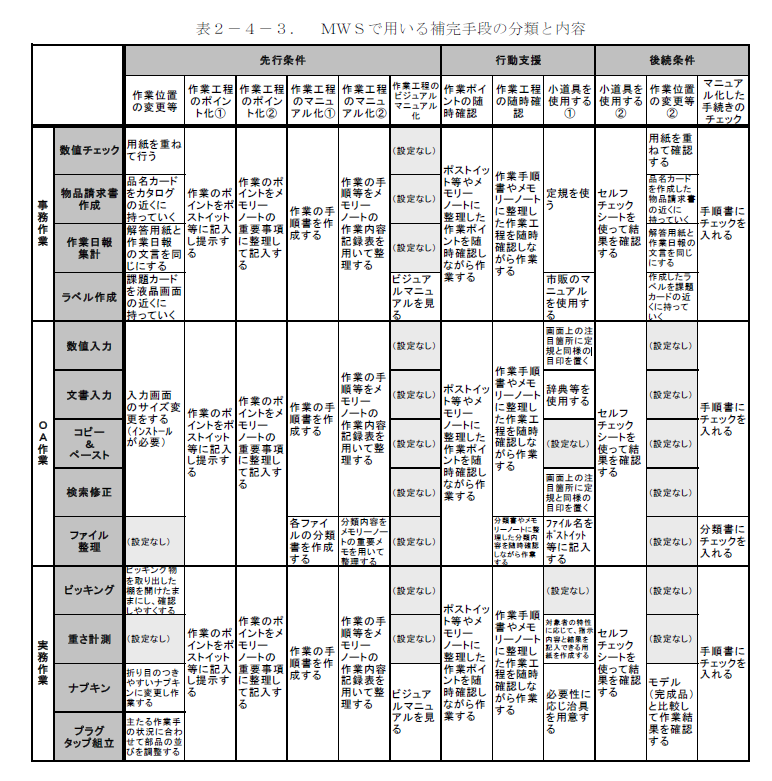 表２－４－３．　ＭＷＳで用いる補完手段の分類と内容
先行条件
行動支援
後続条件
作業位置
の変更等
作業工程
のポイン
ト化①
作業工程
のポイン
ト化②
作業工程
のマニュ
アル化①
作業工程
のマニュ
アル化②
作業工程の
ビジュアル
マニュアル
化
作業ポイ
ントの随
時確認
作業工程
の随時確
認
小道具を
使用する
①
小道具を
使用する
②
作業位置
の変更等
②
マニュア
ル化した
手続きの
チェック
事務作業
数値チェック
用紙を重ね
て行う
作業のポイ
ントをポス
トイット
等に記入
し提示する
作業のポイ
ントをメモ
リーノート
の重要事項
に整理して
記入する
作業の手
順書を作
成する
作業の手
順等をメ
モリー
ノートの
作業内容
記録表を
用いて整
理する
（設定なし）
ポストイッ
ト等やメモ
リー
ノートに
整理した
作業ポイ
ントを随
時確認し
ながら作
業する
作業手順
書やメモ
リーノート
に整理し
た作業工
程を随時
確認しな
がら作業
する
定規を使
う
セルフ
チェック
シートを
使って結
果を確認
する
用紙を重
ねて確認
する
手順書に
チェックを
入れる
物品請求書
作成
品名カード
をカタログ
の近くに
持っていく
（設定なし）
品名カード
を作成した
物品請求書
の近くに
持っていく
作業日報
集計
解答用紙と
作業日報
の文言を同
じにする
（設定なし）
解答用紙と
作業日報
の文言を同
じにする
ラベル作成
課題カード
を液晶画面
の近くに
持っていく
ビジュア
ルマニュ
アルを見
る
市販のマ
ニュアル
を使用す
る
作成した
ラベルを課題
カードの近
くに持って
いく
ＯＡ作業
数値入力
入力画面
のサイズ変
更をする
（インストール
が必要）
作業のポイ
ントをポス
トイット
等に記入
し提示する
作業のポイ
ントをメモ
リーノート
の重要事項
に整理して
記入する
作業の手
順書を作
成する
作業の手
順等をメ
モリー
ノートの
作業内容
記録表を
用いて整
理する
（設定なし）
ポストイッ
ト等やメモ
リー
ノートに
整理した
作業ポイ
ントを随
時確認し
ながら作
業する
作業手順
書やメモ
リーノート
に整理し
た作業工
程を随時
確認しな
がら作業
する
画面上の注
目箇所に定
規と同様の
目印を置く
セルフ
チェック
シートを
使って結
果を確認
する
（設定なし）
手順書に
チェックを
入れる
文書入力
（設定なし）
辞典等を
使用する
（設定なし）
コピー
＆
ペースト
（設定なし）
（設定なし）
（設定なし）
検索修正
（設定なし）
画面上の注
目箇所に定
規と同様の
目印を置く
（設定なし）
ファイル
整理
（設定なし）
各ファイ
ルの分類
書を作成
する
分類内容を
メモリーノー
トの重要メ
モを用いて
整理する
（設定なし）
分類書やメモ
リーノートに整
理した分類内
容を随時確認
しながら作業
する
ファイル名を
ポストイット
等に記入
する
（設定なし）
分類書に
チェックを
入れる
実務作業
ピッキング
ピッキング物
を取り出した
棚を開けたま
まにし、確認
しやすくする
作業のポイ
ントをポス
トイット
等に記入
し提示する
作業のポイ
ントをメモ
リーノート
の重要事項
に整理して
記入する
作業の手
順書を作
成する
作業の手
順等をメ
モリー
ノートの
作業内容
記録表を
用いて整
理する
（設定なし）
ポストイッ
ト等やメモ
リー
ノートに
整理した
作業ポイ
ントを随
時確認し
ながら作
業する
作業手順
書やメモ
リーノート
に整理し
た作業工
程を随時
確認しな
がら作業
する
セルフ
チェック
シートを
使って結
果を確認
する
（設定なし）
手順書に
チェックを
入れる
重さ計測
（設定なし）
（設定なし）
対象者の特性
に応じて、指示
内容と結果を
記入できる用
紙を作成する
（設定なし）
ナプキン
折り目のつき
やすいナプキ
ンに変更し作
業する
ビジュア
ルマニュ
アルを見
る
必要性に
応じ治具
を用意す
る
モデル
（完成品）
と比較し
て作業結
果を確認
する
プラグ
タップ組立
主たる作業手
の状況に合わ
せて部品の並
びを調整する